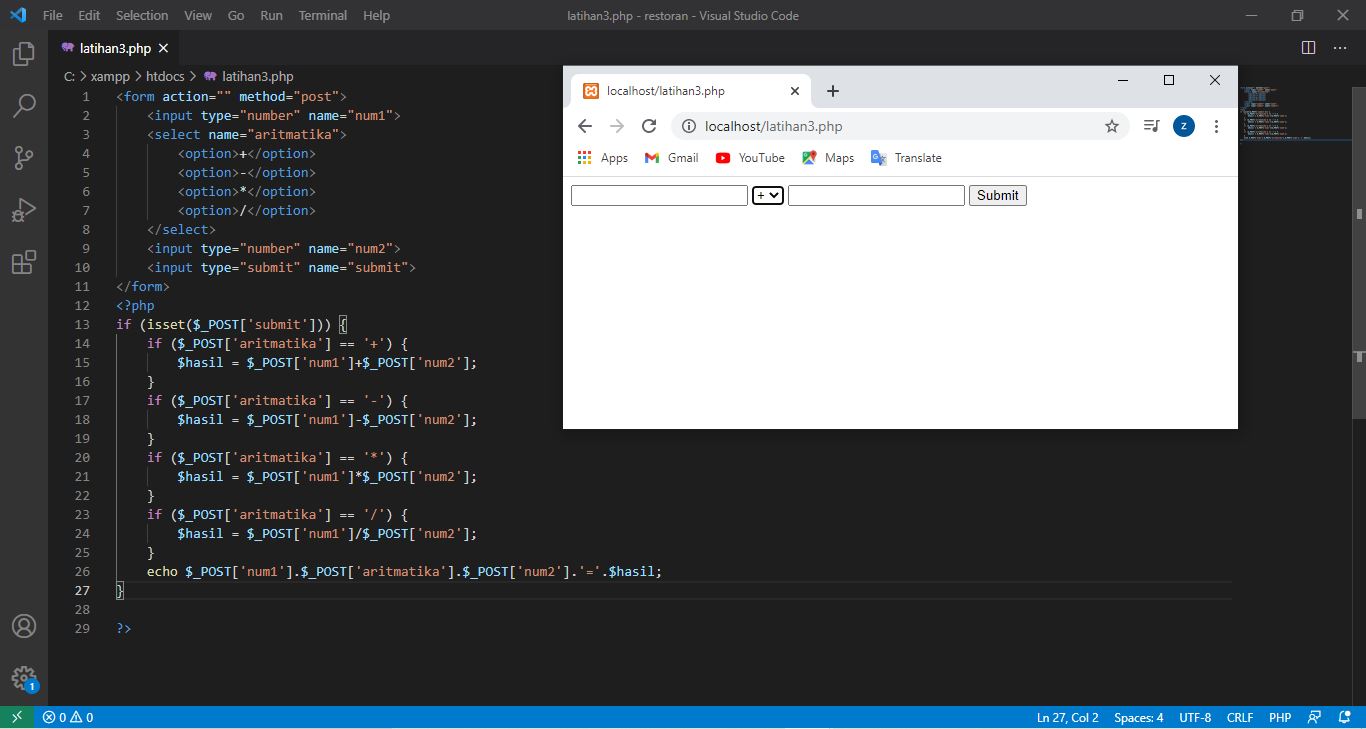 File Edit Selection View Go Run Terminal Help latihan3.php - restoran - Visual Studio Code
latihan3.php
C: > xampp > htdocs > latihan3.php
1 <form action="" method="post">
2 <input type="number" name="num1">
3 <select name="aritmatika">
4 <option>+</option>
5 <option>-</option>
6 <option>*</option>
7 <option>/</option>
8 </select>
9 <input type="number" name="num2">
10 <input type="submit" name="submit">
11 </form>
12 <?php
13 if (isset($_POST['submit'])) {
14 if ($_POST['aritmatika'] == '+') {
15 $hasil = $_POST['num1']+$_POST['num2'];
16 }
17 if ($_POST['aritmatika'] == '-') {
18 $hasil = $_POST['num1']-$_POST['num2'];
19 }
20 if ($_POST['aritmatika'] == '*') {
21 $hasil = $_POST['num1']*$_POST['num2'];
22 }
23 if ($_POST['aritmatika'] == '/') {
24 $hasil = $_POST['num1']/$_POST['num2'];
25 }
26 echo $_POST['num1'].$_POST['aritmatika'].$_POST['num2'].'='.$hasil;
27 }
28
29 ?>
localhost/latihan3.php
localhost/latihan3.php z
Apps Gmail YouTube Maps Translate
+ Submit
1
0 0 Ln 27, Col 2 Spaces: 4 UTF-8 CRLF PHP